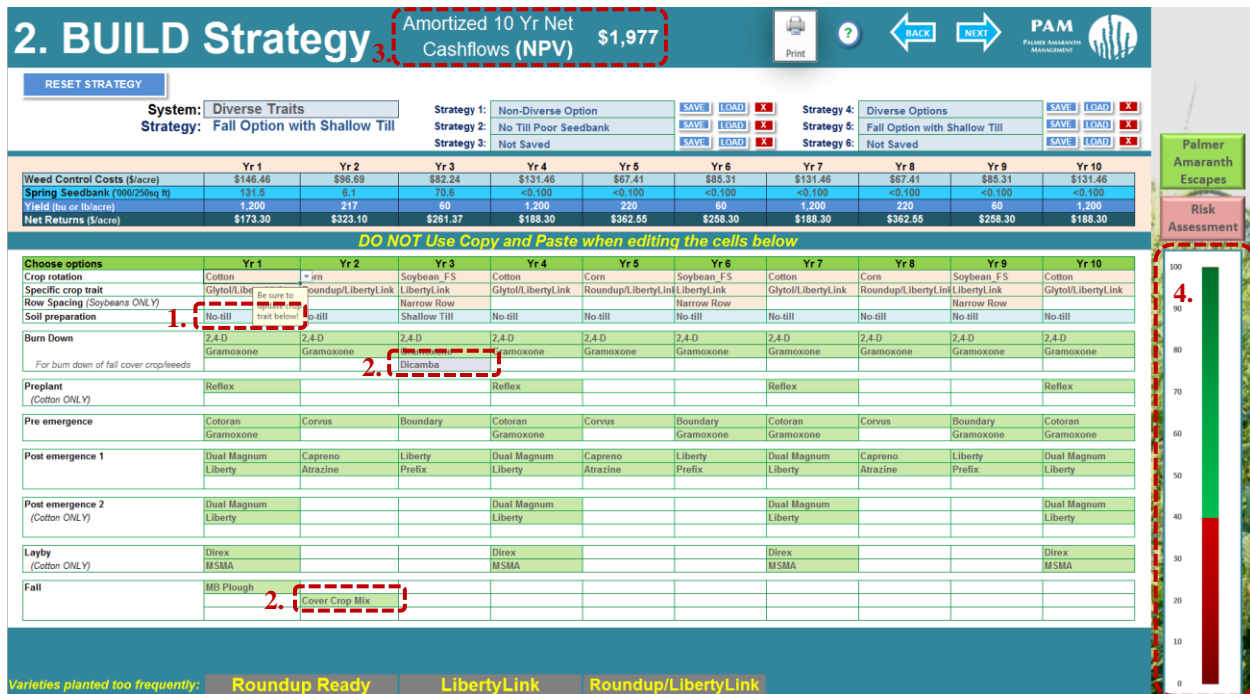 2. BUILD Strategy
3.
Amortized 10 Yr Net
Cashflows (NPV)
$1,977
Print
?
BACK
NEXT
PAM
PALMER AMARANTH
MANAGEMENT
RESET STRATEGY
System: Diverse Traits
Strategy: Fall Option with Shallow Till
Strategy 1: Non-Diverse Option SAVE LOAD X
Strategy 2: No Till Poor Seedbank SAVE LOAD X
Strategy 3: Not Saved SAVE LOAD X
Strategy 4: Diverse Options SAVE LOAD X
Strategy 5: Fall Option with Shallow Till SAVE LOAD X
Strategy 6: Not Saved SAVE LOAD X
Palmer
Amaranth
Escapes
Risk
Assessment
Yr 1 Yr 2 Yr 3 Yr 4 Yr 5 Yr 6 Yr 7 Yr 8 Yr 9 Yr 10
Weed Control Costs ($/acre) $146.46 $96.69 $82.24 $131.46 $67.41 $85.31 $131.46 $67.41 $85.31 $131.46
Spring Seedbank ('000/250sq ft) 131.5 6.1 70.6 <0.100 <0.100 <0.100 <0.100 <0.100 <0.100 <0.100
Yield (bu or lb/acre) 1,200 217 60 1,200 220 60 1,200 220 60 1,200
Net Returns ($/acre) $173.30 $323.10 $261.37 $188.30 $362.55 $258.30 $188.30 $362.55 $258.30 $188.30
DO NOT Use Copy and Paste when editing the cells below
Choose options Yr 1 Yr 2 Yr 3 Yr 4 Yr 5 Yr 6 Yr 7 Yr 8 Yr 9 Yr 10
Crop rotation Cotton Soybean_FS Cotton Corn Soybean_FS Cotton Corn Soybean_FS Cotton
Specific crop trait LibertyLink LibertyLink Glytol/LibertyLink Roundup/LibertyLink LibertyLink Glytol/LibertyLink Roundup/LibertyLink LibertyLink Glytol/LibertyLink
Be sure to
update crop
trait below!
Row Spacing (Soybeans ONLY) Narrow Row Narrow Row Narrow Row
1.
Soil preparation No-till No-till Shallow Till No-till No-till No-till No-till No-till No-till No-till
Burn Down 2,4-D 2,4-D 2,4-D 2,4-D 2,4-D 2,4-D 2,4-D 2,4-D 2,4-D 2,4-D
Gramoxone Gramoxone Gramoxone Gramoxone Gramoxone Gramoxone Gramoxone Gramoxone Gramoxone Gramoxone
For burn down of fall cover crop/weeds 2. Dicamba
Preplant Reflex Reflex Reflex Reflex
(Cotton ONLY)
Pre emergence Cotoran Corvus Boundary Cotoran Corvus Boundary Cotoran Corvus Boundary Cotoran
Gramoxone Gramoxone Gramoxone Gramoxone Gramoxone Gramoxone
Post emergence 1 Dual Magnum Capreno Liberty Dual Magnum Capreno Liberty Dual Magnum Capreno Liberty Dual Magnum
Liberty Atrazine Prefix Liberty Atrazine Prefix Liberty Atrazine Prefix Liberty
Post emergence 2 Dual Magnum Dual Magnum Dual Magnum Dual Magnum
(Cotton ONLY) Liberty Liberty Liberty Liberty
Layby Direx Direx Direx Direx
(Cotton ONLY) MSMA MSMA MSMA MSMA
Fall MB Plough
2. Cover Crop Mix
4.
100
90
80
70
60
50
40
30
20
10
0
Varieties planted too frequently: Roundup Ready LibertyLink Roundup/LibertyLink